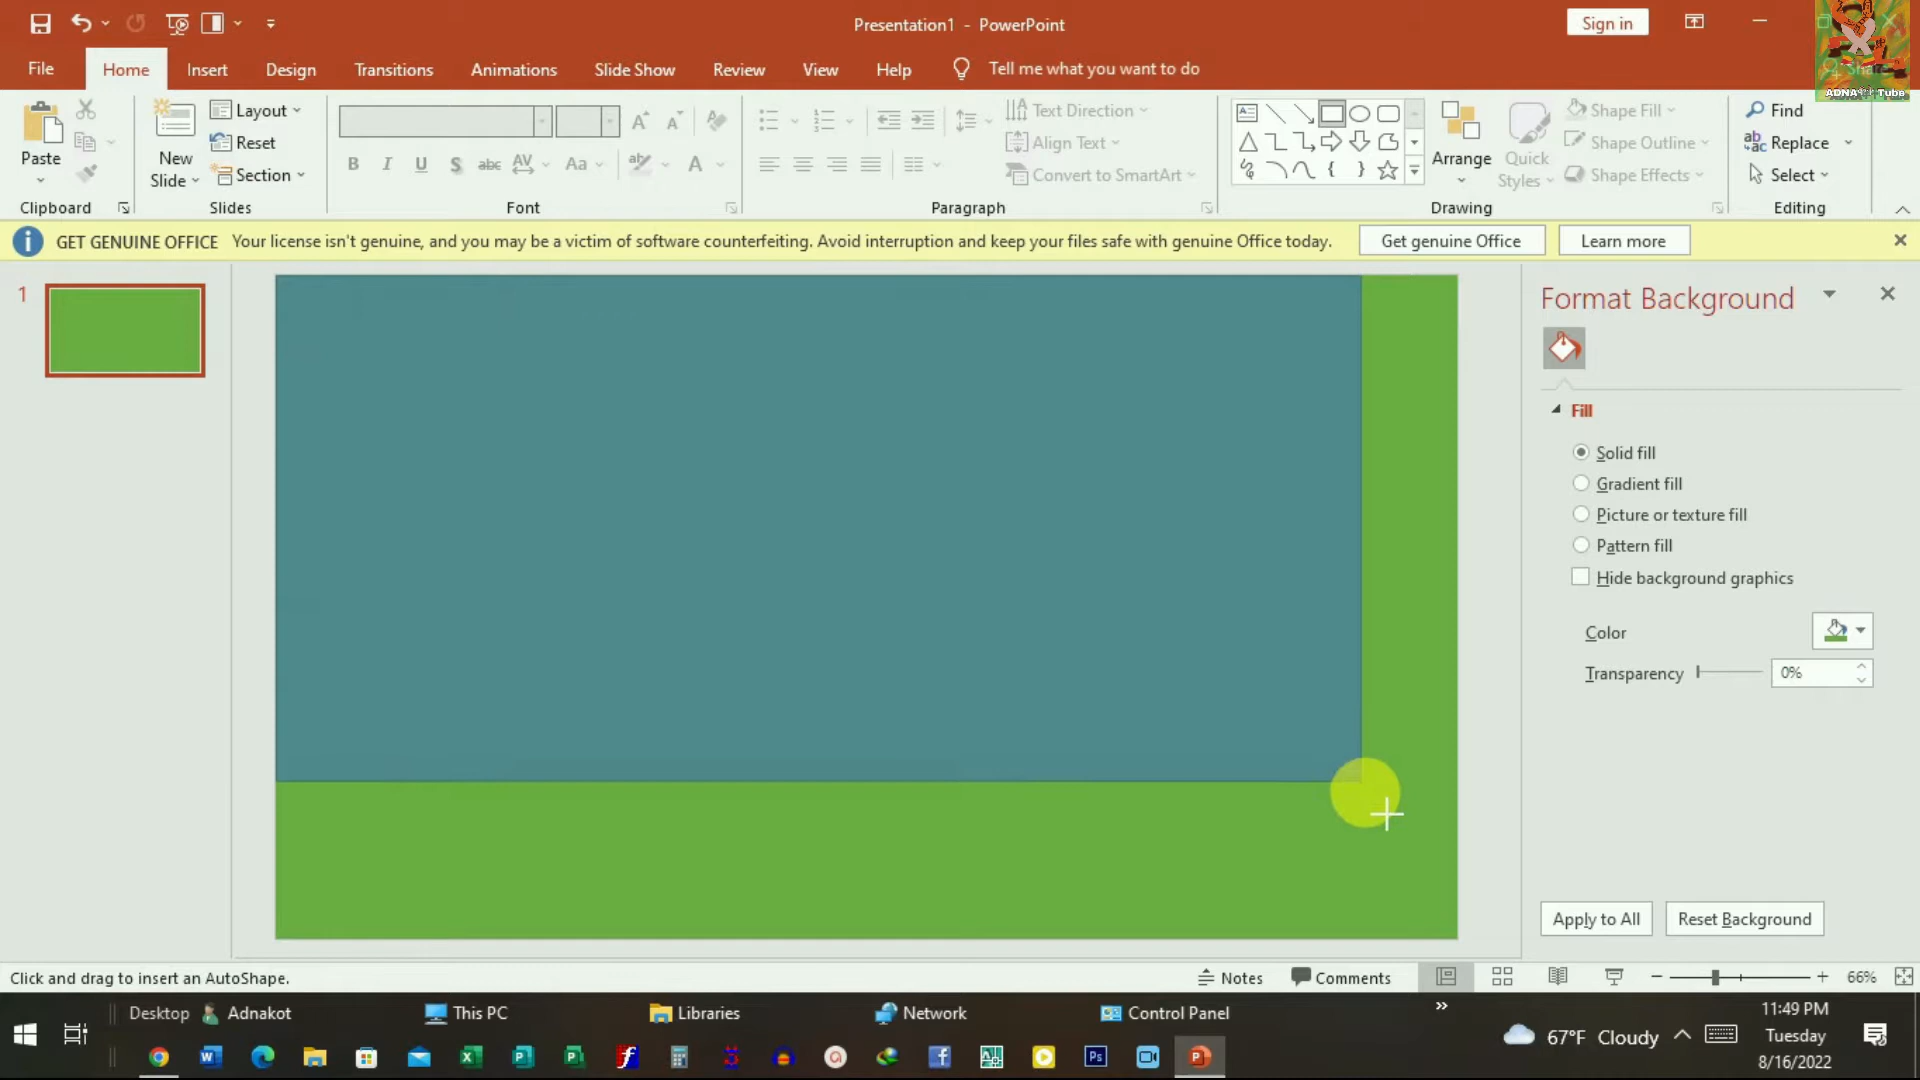 Presentation1 - PowerPoint
Sign in
File
Home
Insert
Design
Transitions
Animations
Slide Show
Review
View
Help
Tell me what you want to do
Share
ADNA Tube
Paste
Clipboard
New
Slide
Layout
Reset
Section
Slides
B I U S abc AV Aa A
Font
Text Direction
Align Text
Convert to SmartArt
Paragraph
Arrange
Quick
Styles
Shape Fill
Shape Outline
Shape Effects
Drawing
Find
Replace
Select
Editing
GET GENUINE OFFICE Your license isn't genuine, and you may be a victim of software counterfeiting. Avoid interruption and keep your files safe with genuine Office today.
Get genuine Office
Learn more
1
Format Background
Fill
Solid fill
Gradient fill
Picture or texture fill
Pattern fill
Hide background graphics
Color
Transparency
0%
Apply to All
Reset Background
Click and drag to insert an AutoShape.
Notes
Comments
66%
Desktop
Adnakot
This PC
Libraries
Network
Control Panel
67°F Cloudy
11:49 PM
Tuesday
8/16/2022